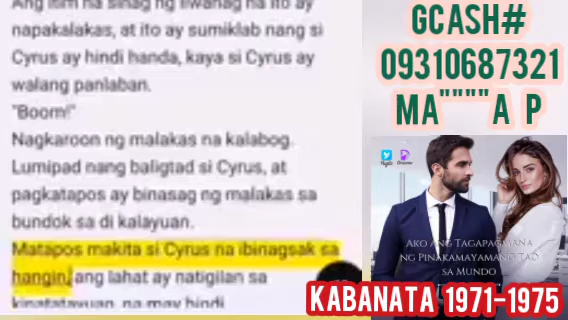 Ang itim na sinag ng liwanag na ito ay
napakalakas, at ito ay sumiklab nang si
Cyrus ay hindi handa, kaya si Cyrus ay
walang panlaban.
"Boom!"
Nagkaroon ng malakas na kalabog.
Lumipad nang baligtad si Cyrus, at
pagkatapos ay binasag ng malakas sa
bundok sa di kalayuan.
Matapos makita si Cyrus na ibinagsak sa
hangin, ang lahat ay natigilan sa
kinatatayuan, na may hindi
GCASH#
09310687321
MA""""A P
AKO ANG TAGAPAGMANA
NG PINAKAMAYAMANG TAO
SA MUNDO
KABANATA 1971-1975